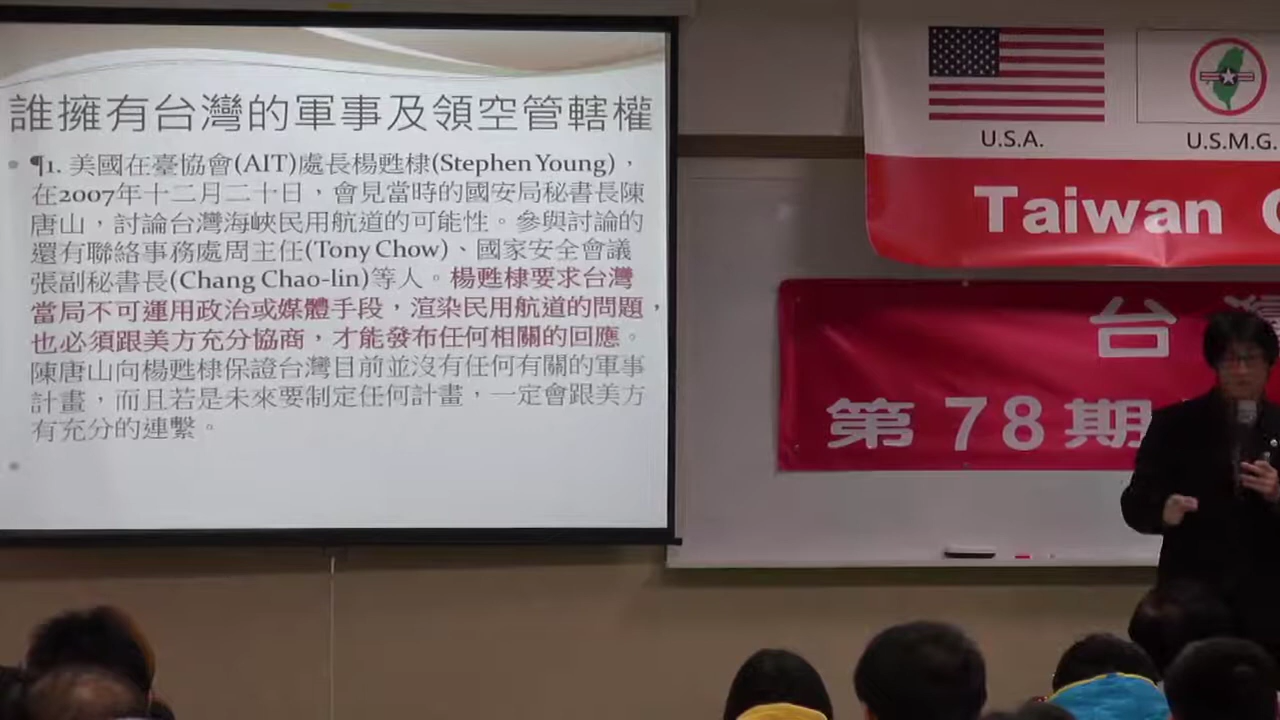 誰擁有台灣的軍事及領空管轄權
¶1. 美國在臺協會(AIT)處長楊甦棣(Stephen Young)，
在2007年十二月二十日，會見當時的國安局秘書長陳
唐山，討論台灣海峽民用航道的可能性。參與討論的
還有聯絡事務處周主任(Tony Chow)、國家安全會議
張副秘書長(Chang Chao-lin)等人。楊甦棣要求台灣
當局不可運用政治或媒體手段，渲染民用航道的問題，
也必須跟美方充分協商，才能發布任何相關的回應。
陳唐山向楊甦棣保證台灣目前並沒有任何有關的軍事
計畫，而且若是未來要制定任何計畫，一定會跟美方
有充分的連繫。
U.S.A.
U.S.M.G.
Taiwan
台灣
第78期